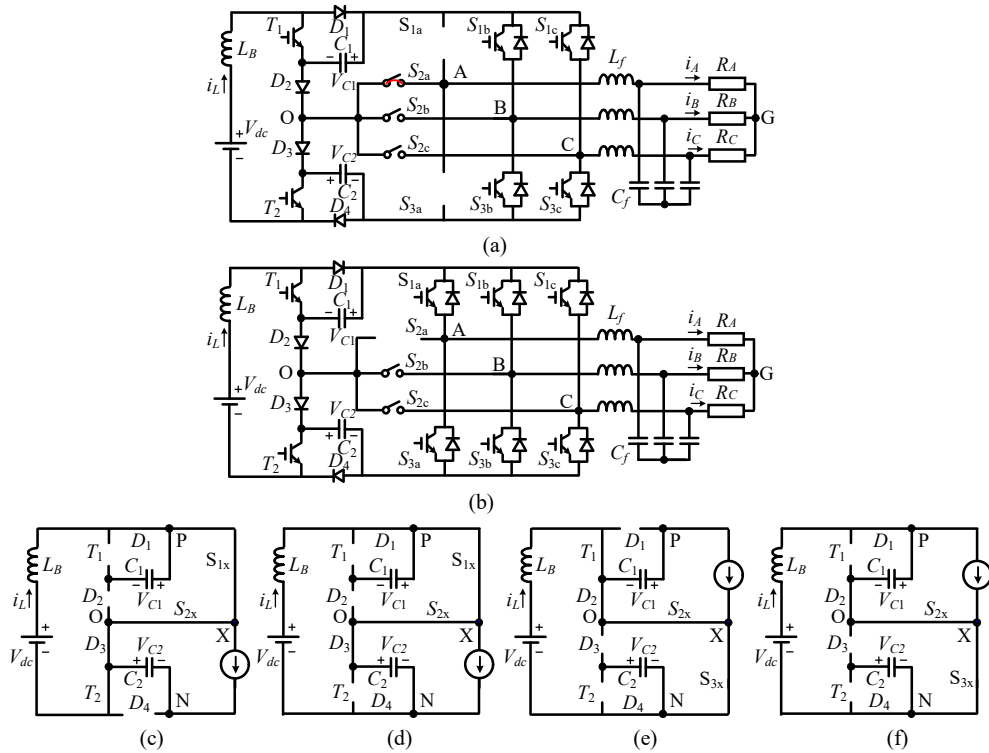 T1 D1 S1a S1b S1c
C1
LB − + Lf iA RA
VC1 S2a A
D2
iL iB RB
O S2b B G
Vdc + iC RC
− D3 VC2 S2c C
+ −
C2 Cf
T2 D4 S3a S3b S3c
(a)
T1 D1 S1a S1b S1c
C1
LB − + Lf iA RA
VC1 S2a A
D2
iL iB RB
O S2b B G
Vdc + iC RC
− D3 VC2 S2c C
+ −
C2 Cf
T2 D4 S3a S3b S3c
(b)
D1 P D1 P D1 P D1 P
T1 S1x T1 S1x T1 T1
LB C1 LB C1 LB C1 LB C1
− + − + − + − +
D2 VC1 D2 VC1 D2 VC1 D2 VC1
iL O S2x iL O S2x iL O S2x iL O S2x
+ D3 X + D3 X + D3 X + D3 X
− VC2 − VC2 − VC2 − VC2
Vdc + − Vdc + − Vdc + − Vdc + −
C2 C2 C2 S3x C2 S3x
T2 D4 N T2 D4 N T2 D4 N T2 D4 N
(c) (d) (e) (f)